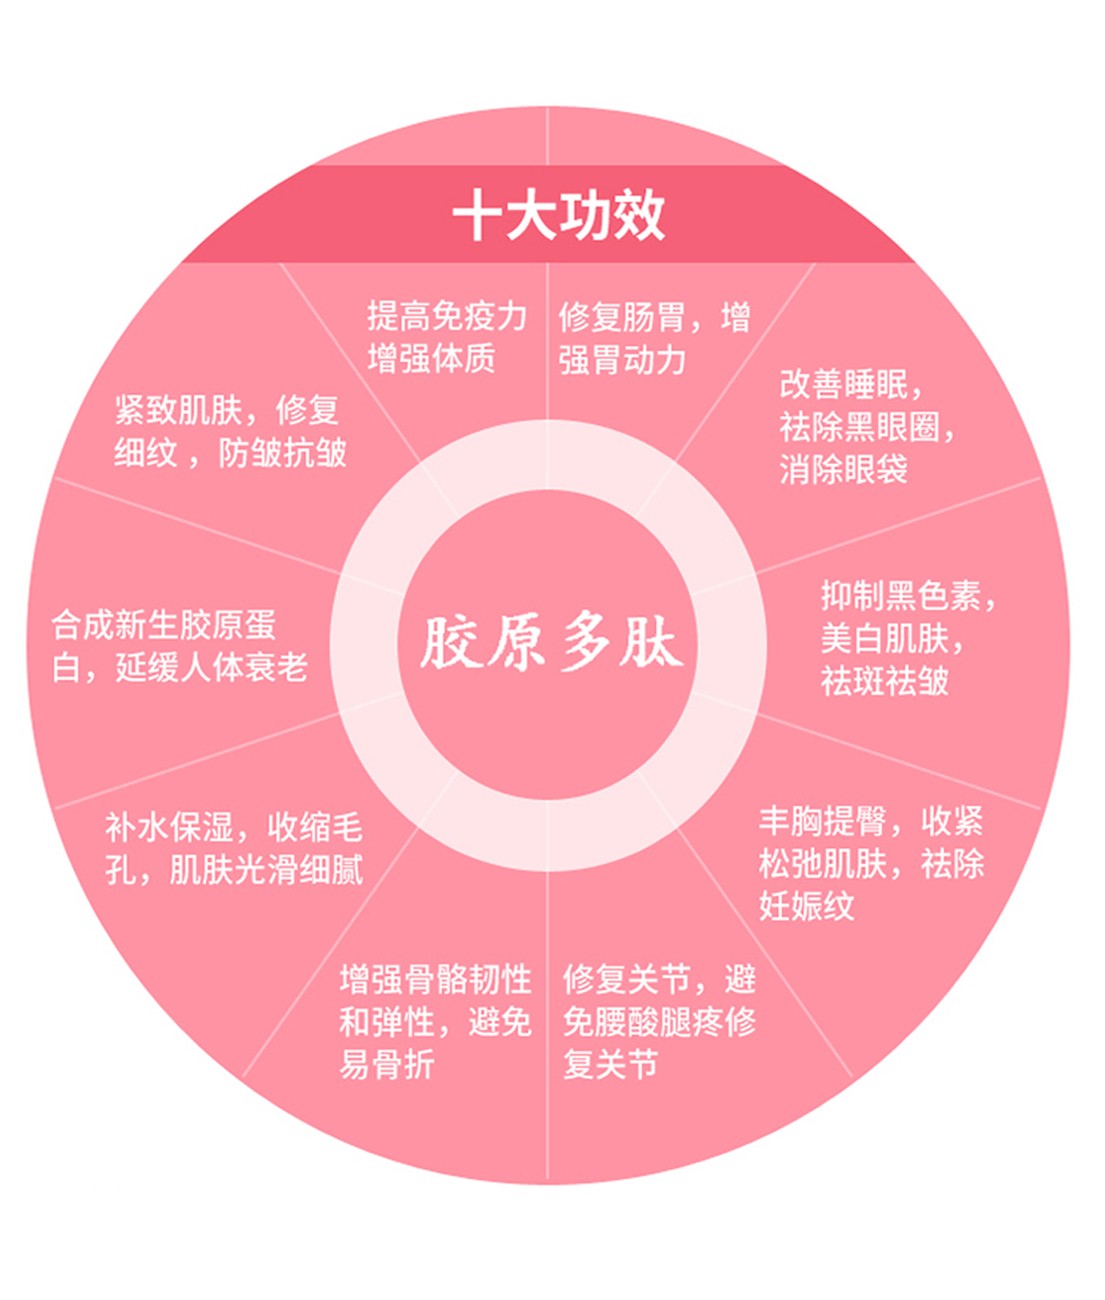 十大功效
提高免疫力
增强体质
修复肠胃，增
强胃动力
改善睡眠，
祛除黑眼圈，
消除眼袋
抑制黑色素，
美白肌肤，
祛斑祛皱
丰胸提臀，收紧
松弛肌肤，祛除
妊娠纹
修复关节，避
免腰酸腿疼修
复关节
增强骨骼韧性
和弹性，避免
易骨折
补水保湿，收缩毛
孔，肌肤光滑细腻
合成新生胶原蛋
白，延缓人体衰老
紧致肌肤，修复
细纹 ，防皱抗皱
胶原多肽